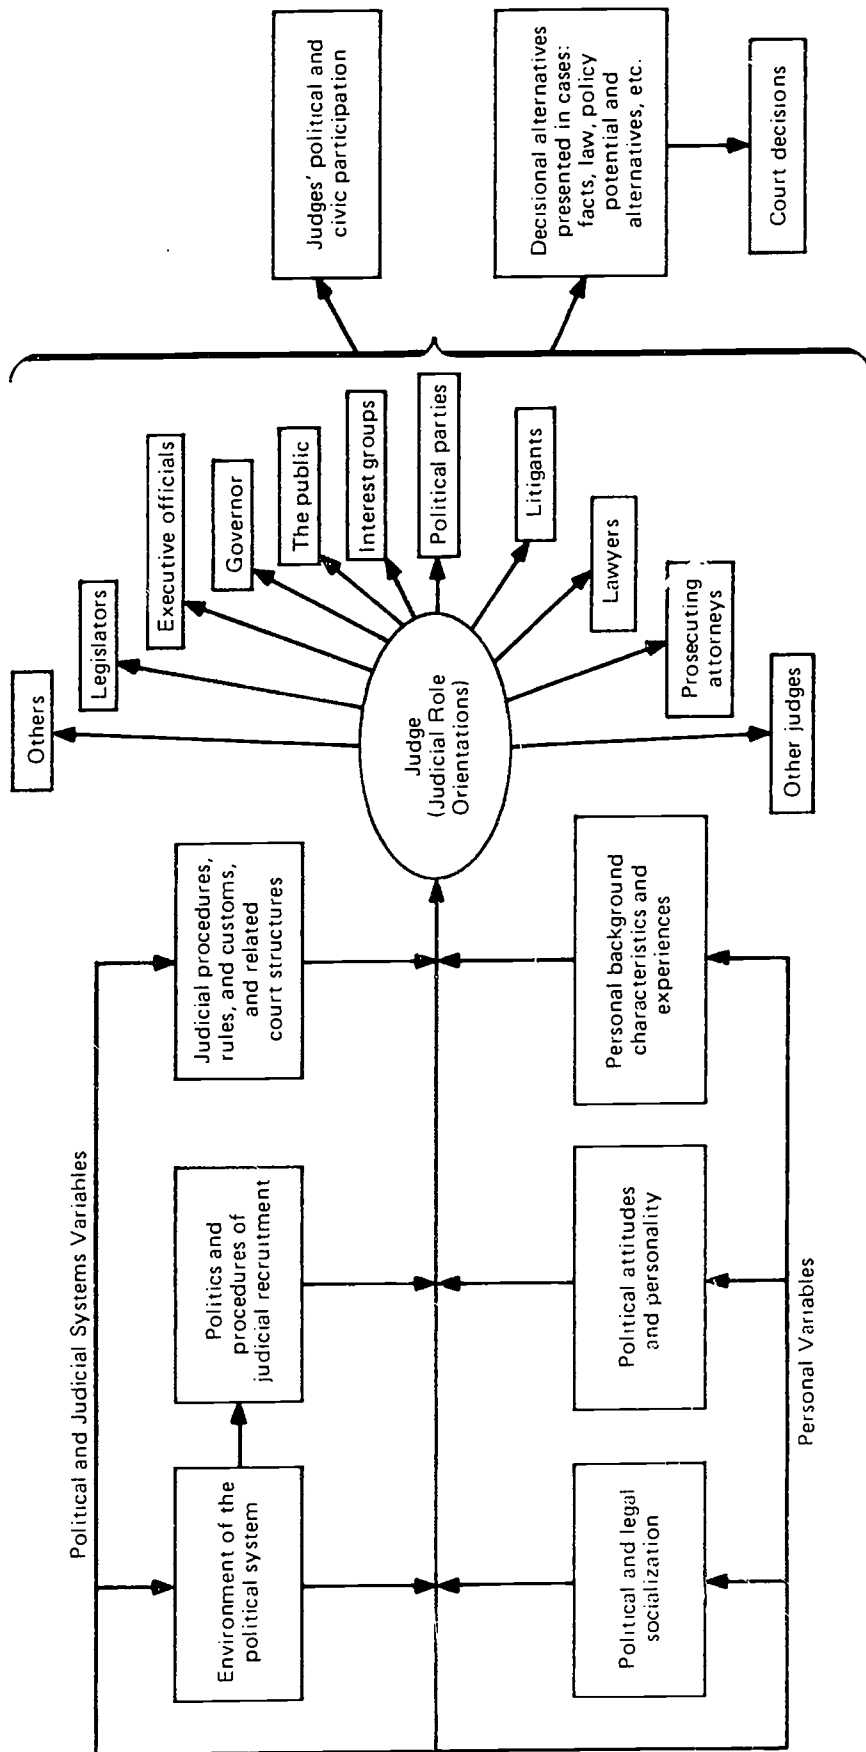 Political and Judicial Systems Variables
Environment of the
political system
Politics and
procedures of
judicial recruitment
Judicial procedures,
rules, and customs,
and related
court structures
Political and legal
socialization
Political attitudes
and personality
Personal background
characteristics and
experiences
Personal Variables
Judge
(Judicial Role
Orientations)
Others
Legislators
Executive officials
Governor
The public
Interest groups
Political parties
Litigants
Lawyers
Prosecuting
attorneys
Other judges
Judges' political and
civic participation
Decisional alternatives
presented in cases:
facts, law, policy
potential and
alternatives, etc.
Court decisions